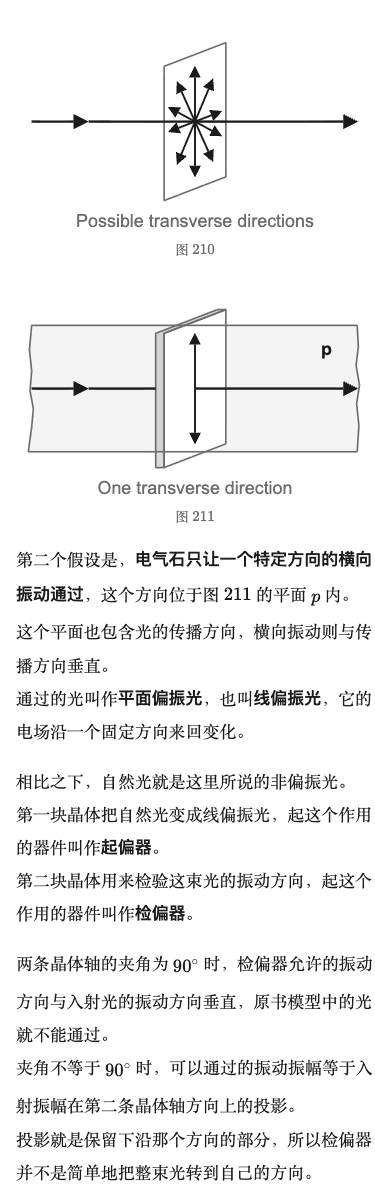 Possible transverse directions
图 210
p
One transverse direction
图 211
第二个假设是，电气石只让一个特定方向的横向
振动通过，这个方向位于图 211 的平面 p 内。
这个平面也包含光的传播方向，横向振动则与传
播方向垂直。
通过的光叫作平面偏振光，也叫线偏振光，它的
电场沿一个固定方向来回变化。
相比之下，自然光就是这里所说的非偏振光。
第一块晶体把自然光变成线偏振光，起这个作用
的器件叫作起偏器。
第二块晶体用来检验这束光的振动方向，起这个
作用的器件叫作检偏器。
两条晶体轴的夹角为 90° 时，检偏器允许的振动
方向与入射光的振动方向垂直，原书模型中的光
就不能通过。
夹角不等于 90° 时，可以通过的振动振幅等于入
射振幅在第二条晶体轴方向上的投影。
投影就是保留下沿那个方向的部分，所以检偏器
并不是简单地把整束光转到自己的方向。